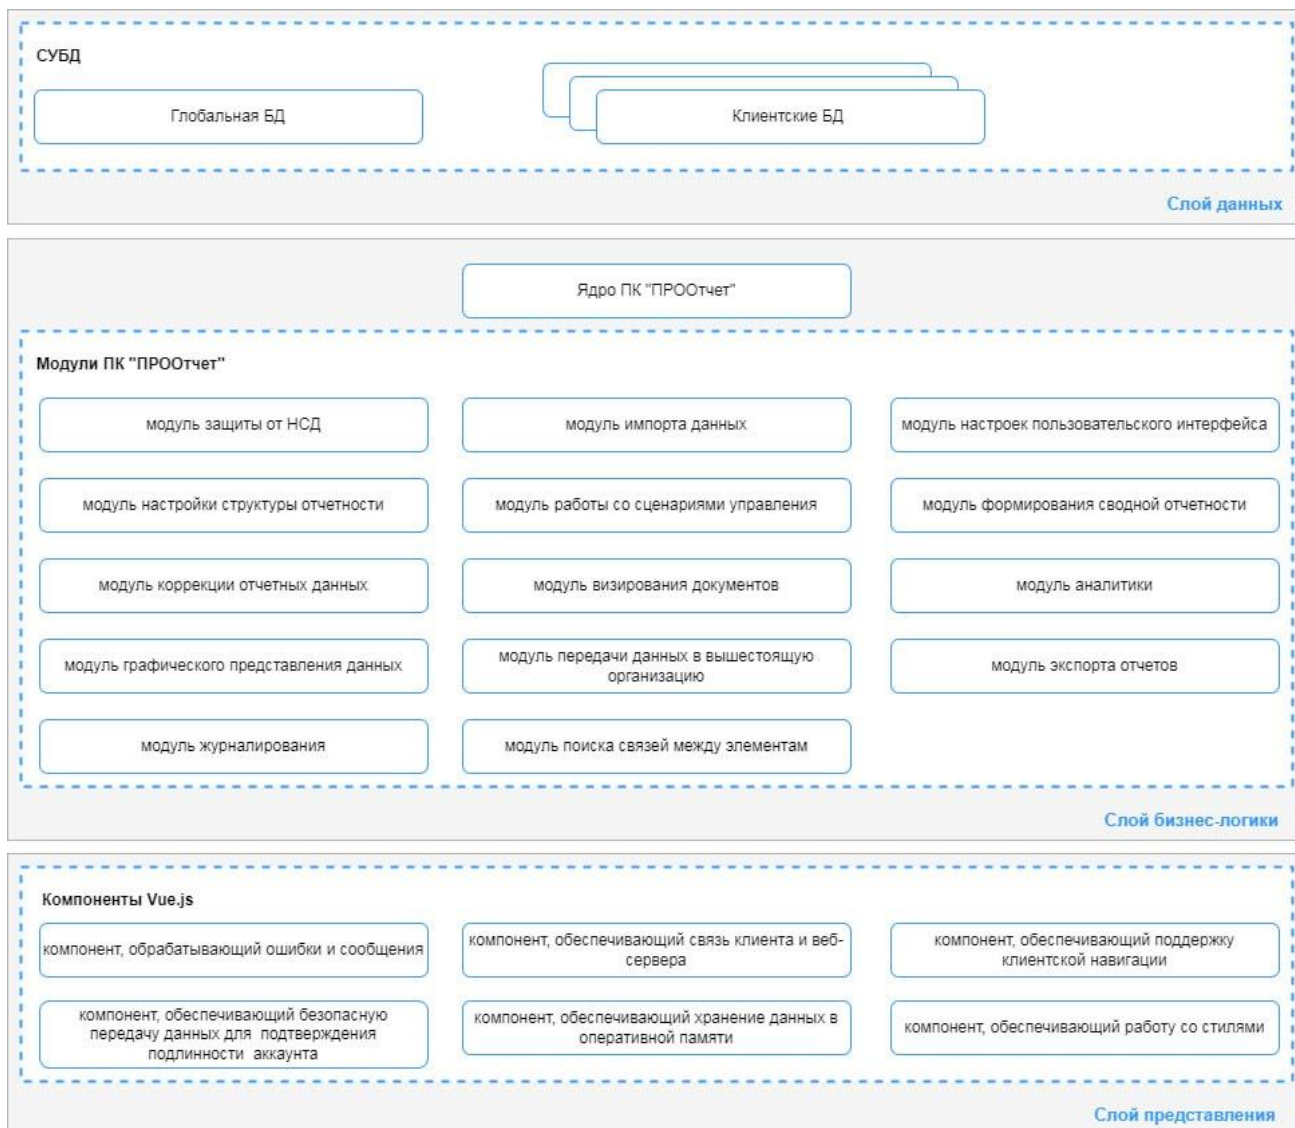 СУБД
Глобальная БД
Клиентские БД
Слой данных
Ядро ПК "ПРООтчет"
Модули ПК "ПРООтчет"
модуль защиты от НСД
модуль импорта данных
модуль настроек пользовательского интерфейса
модуль настройки структуры отчетности
модуль работы со сценариями управления
модуль формирования сводной отчетности
модуль коррекции отчетных данных
модуль визирования документов
модуль аналитики
модуль графического представления данных
модуль передачи данных в вышестоящую
организацию
модуль экспорта отчетов
модуль журналирования
модуль поиска связей между элементам
Слой бизнес-логики
Компоненты Vue.js
компонент, обрабатывающий ошибки и сообщения
компонент, обеспечивающий связь клиента и веб-
сервера
компонент, обеспечивающий поддержку
клиентской навигации
компонент, обеспечивающий безопасную
передачу данных для подтверждения
подлинности аккаунта
компонент, обеспечивающий хранение данных в
оперативной памяти
компонент, обеспечивающий работу со стилями
Слой представления